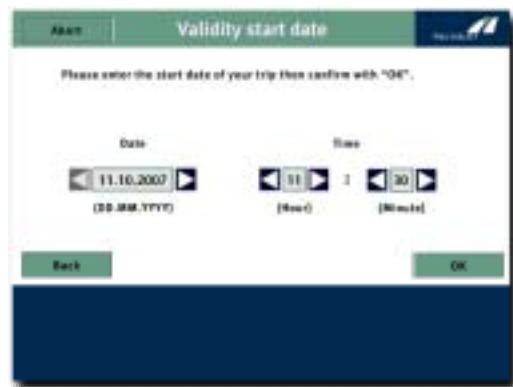 Abort
Validity start date
Please enter the start date of your trip then confirm with "OK".
Date
Time
11.10.2007
11 : 30
(DD.MM.YYYY)
(Hour)
(Minute)
Back
OK